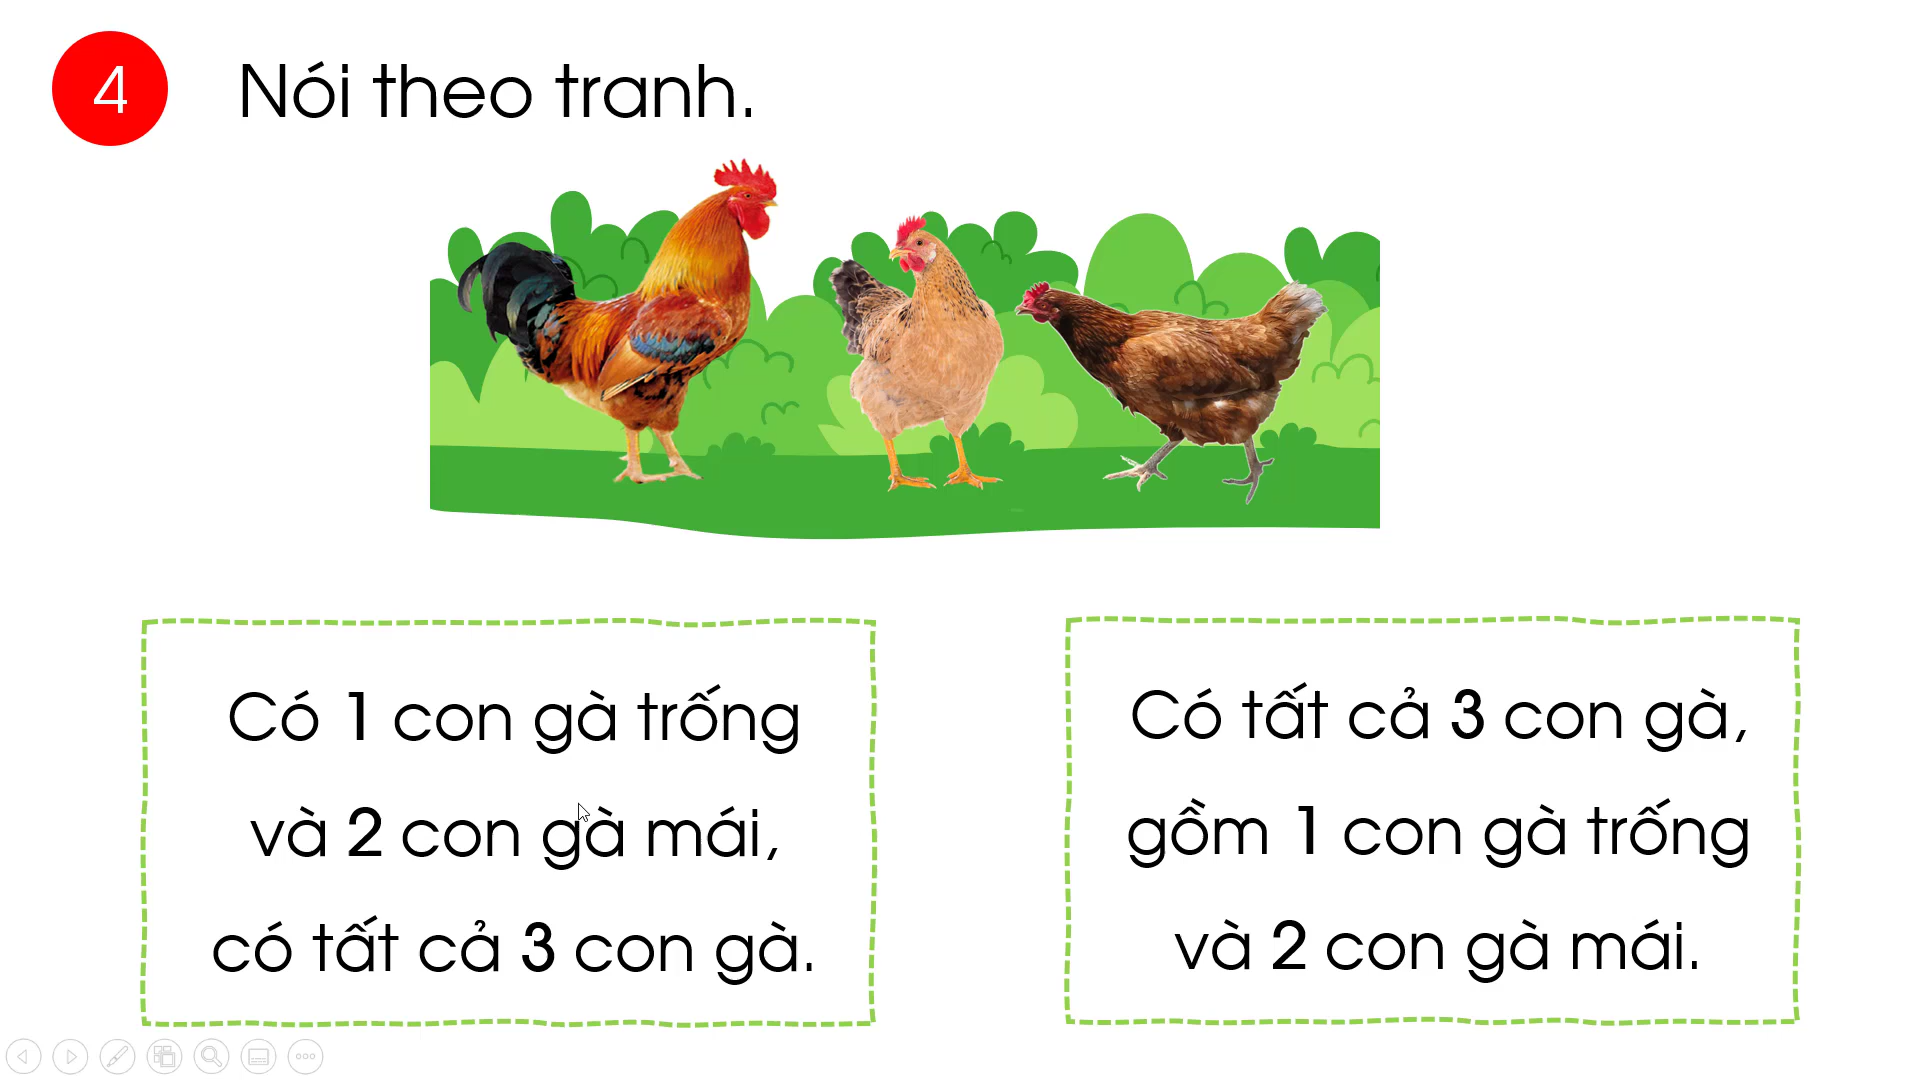 4 Nói theo tranh.
Có 1 con gà trống
và 2 con gà mái,
có tất cả 3 con gà.
Có tất cả 3 con gà,
gồm 1 con gà trống
và 2 con gà mái.